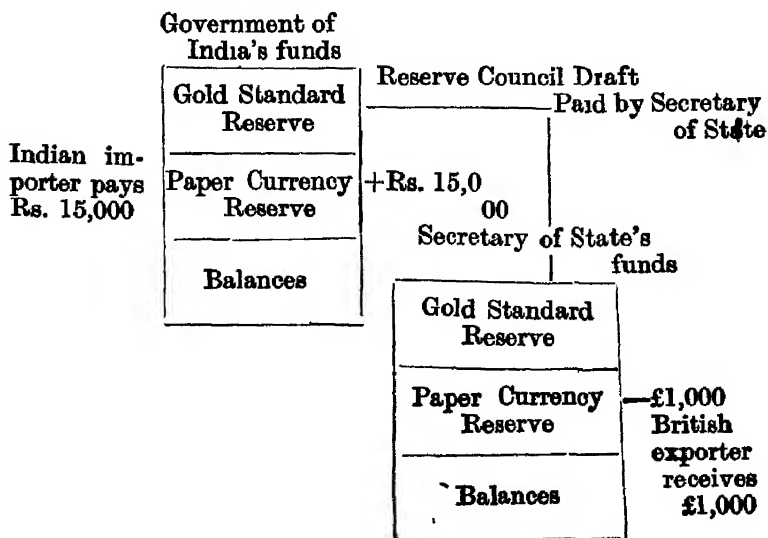 Government of
India's funds
Gold Standard
Reserve
Paper Currency
Reserve
Balances
Indian im-
porter pays
Rs. 15,000
+Rs. 15,0
00
Reserve Council Draft
Paid by Secretary
of State
Secretary of State's
funds
Gold Standard
Reserve
Paper Currency
Reserve
Balances
—£1,000
British
exporter
receives
£1,000